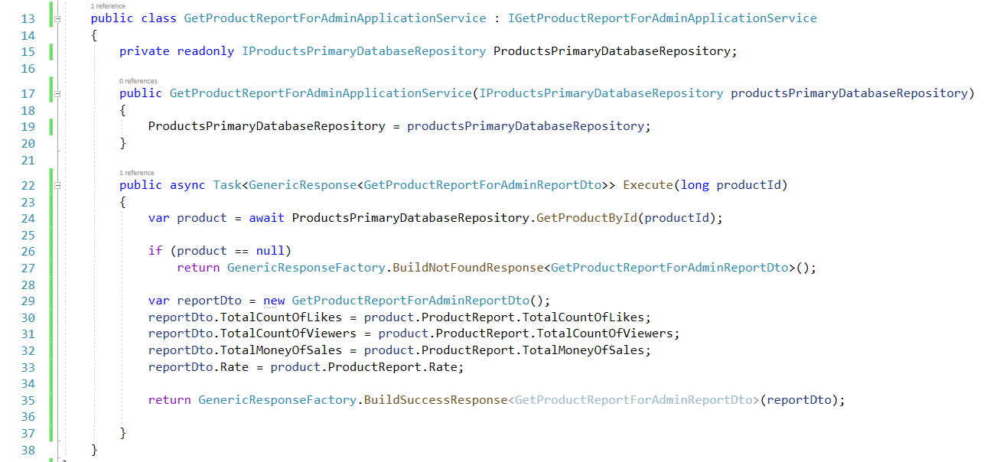 1 reference
13 public class GetProductReportForAdminApplicationService : IGetProductReportForAdminApplicationService
14 {
15 private readonly IProductsPrimaryDatabaseRepository ProductsPrimaryDatabaseRepository;
16
0 references
17 public GetProductReportForAdminApplicationService(IProductsPrimaryDatabaseRepository productsPrimaryDatabaseRepository)
18 {
19 ProductsPrimaryDatabaseRepository = productsPrimaryDatabaseRepository;
20 }
21
1 reference
22 public async Task<GenericResponse<GetProductReportForAdminReportDto>> Execute(long productId)
23 {
24 var product = await ProductsPrimaryDatabaseRepository.GetProductById(productId);
25
26 if (product == null)
27 return GenericResponseFactory.BuildNotFoundResponse<GetProductReportForAdminReportDto>();
28
29 var reportDto = new GetProductReportForAdminReportDto();
30 reportDto.TotalCountOfLikes = product.ProductReport.TotalCountOfLikes;
31 reportDto.TotalCountOfViewers = product.ProductReport.TotalCountOfViewers;
32 reportDto.TotalMoneyOfSales = product.ProductReport.TotalMoneyOfSales;
33 reportDto.Rate = product.ProductReport.Rate;
34
35 return GenericResponseFactory.BuildSuccessResponse<GetProductReportForAdminReportDto>(reportDto);
36
37 }
38 }